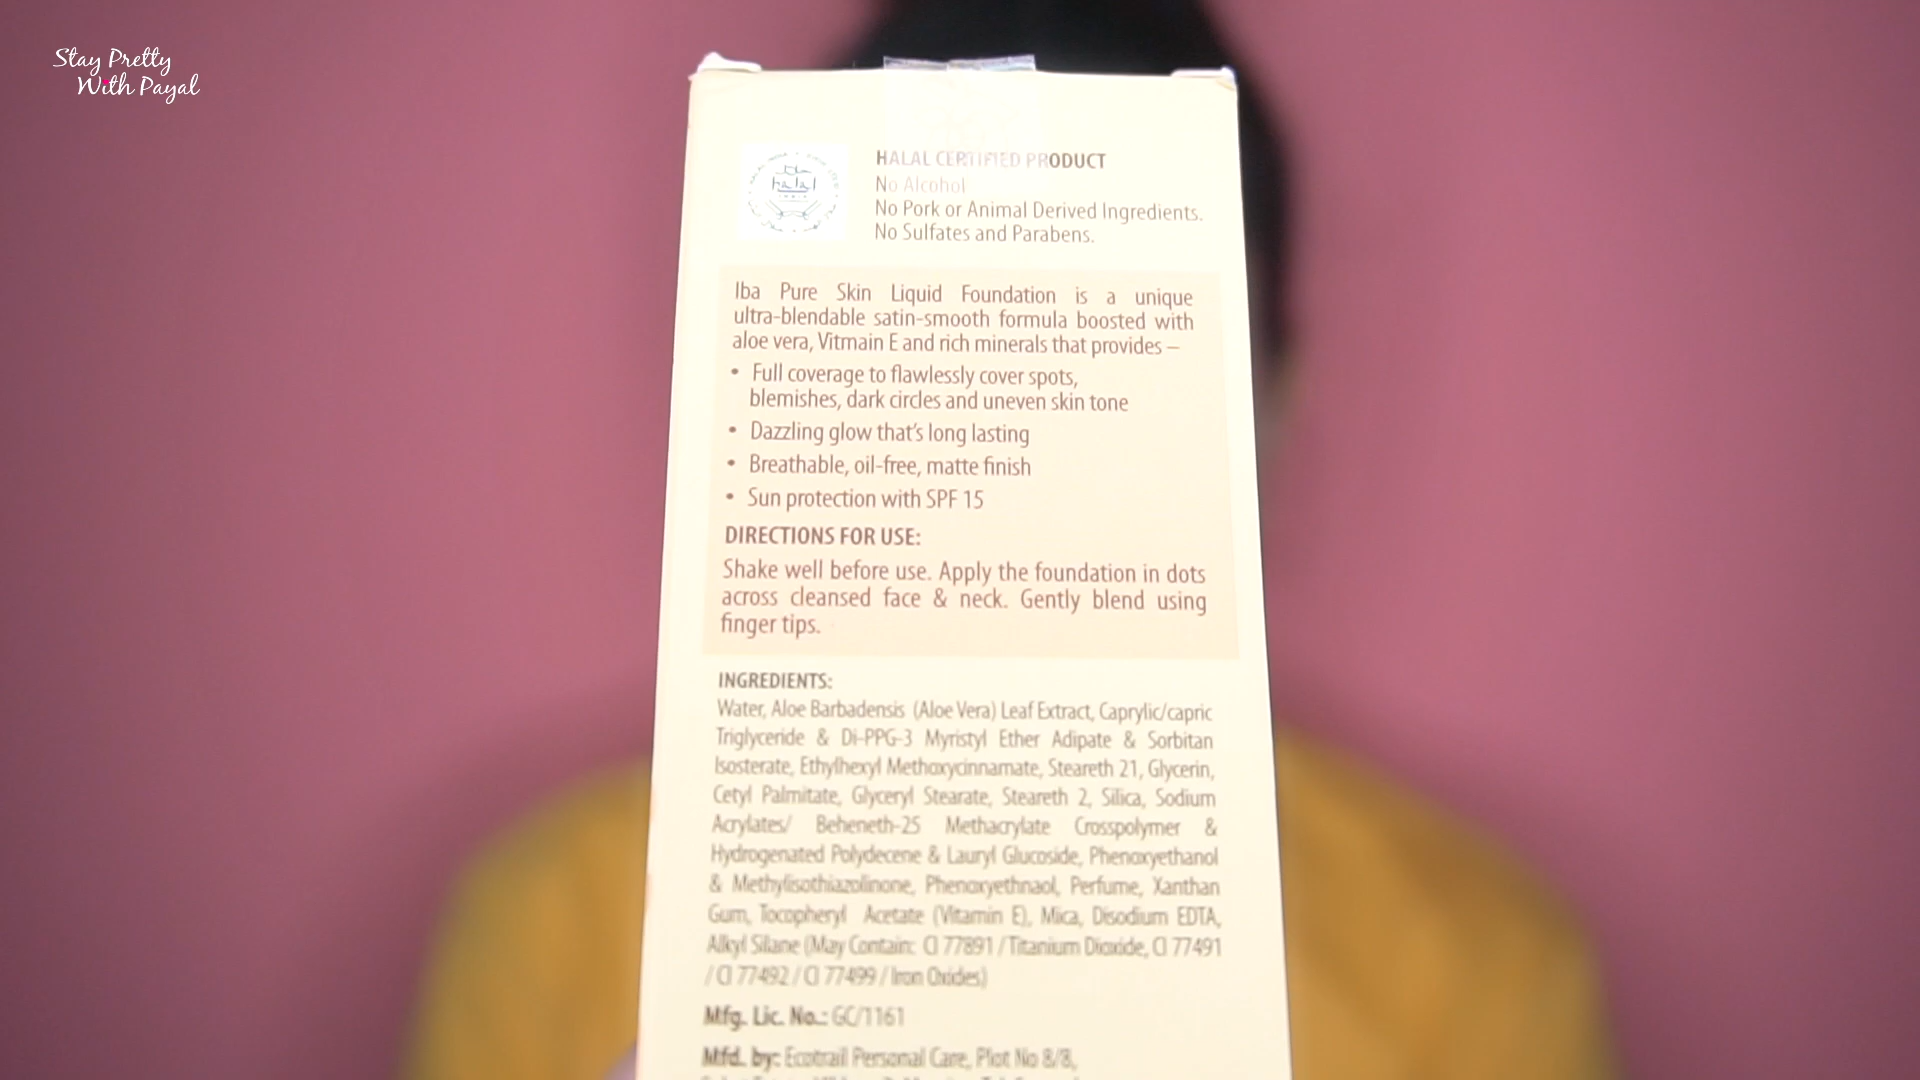 Stay Pretty
With Payal
halal
HALAL CERTIFIED PRODUCT
No Alcohol
No Pork or Animal Derived Ingredients.
No Sulfates and Parabens.
Iba Pure Skin Liquid Foundation is a unique
ultra-blendable satin-smooth formula boosted with
aloe vera, Vitmain E and rich minerals that provides –
• Full coverage to flawlessly cover spots,
blemishes, dark circles and uneven skin tone
• Dazzling glow that's long lasting
• Breathable, oil-free, matte finish
• Sun protection with SPF 15
DIRECTIONS FOR USE:
Shake well before use. Apply the foundation in dots
across cleansed face & neck. Gently blend using
finger tips.
INGREDIENTS:
Water, Aloe Barbadensis (Aloe Vera) Leaf Extract, Caprylic/capric
Triglyceride & Di-PPG-3 Myristyl Ether Adipate & Sorbitan
Isosterate, Ethylhexyl Methoxycinnamate, Steareth 21, Glycerin,
Cetyl Palmitate, Glyceryl Stearate, Steareth 2, Silica, Sodium
Acrylates/ Beheneth-25 Methacrylate Crosspolymer &
Hydrogenated Polydecene & Lauryl Glucoside, Phenoxyethanol
& Methylisothiazolinone, Phenoxyethnaol, Perfume, Xanthan
Gum, Tocopheryl Acetate (Vitamin E), Mica, Disodium EDTA,
Alkyl Silane (May Contain: CI 77891 / Titanium Dioxide, CI 77491
/ CI 77492 / CI 77499 / Iron Oxides)
Mfg. Lic. No.: GC/1161
Mfd. by: Ecotrail Personal Care, Plot No 8/8,